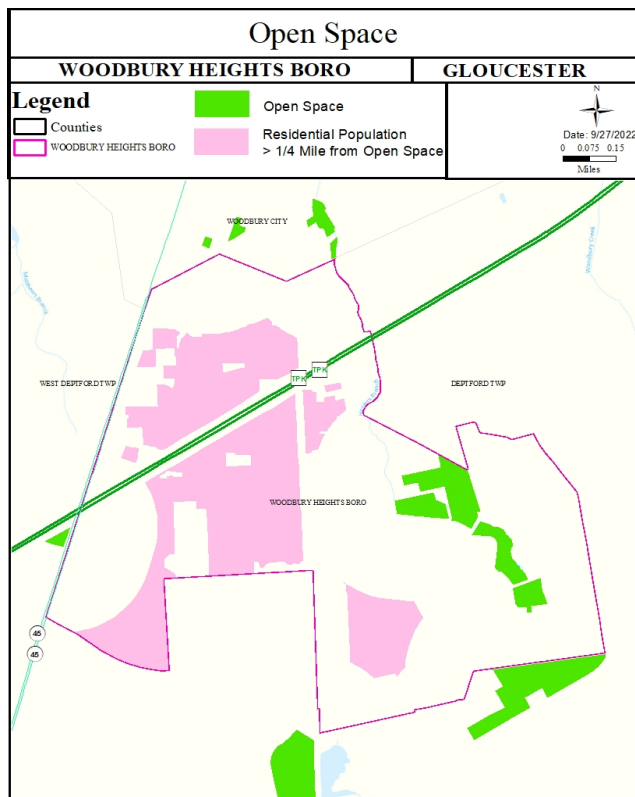 Open Space
WOODBURY HEIGHTS BORO
GLOUCESTER
Legend
Counties
WOODBURY HEIGHTS BORO
Open Space
Residential Population
> 1/4 Mile from Open Space
N
Date: 9/27/2022
0 0.075 0.15
Miles
WOODBURY CITY
Woodbury Creek
WEST DEPTFORD TWP
TPK
TPK
DEPTFORD TWP
WOODBURY HEIGHTS BORO
45
45